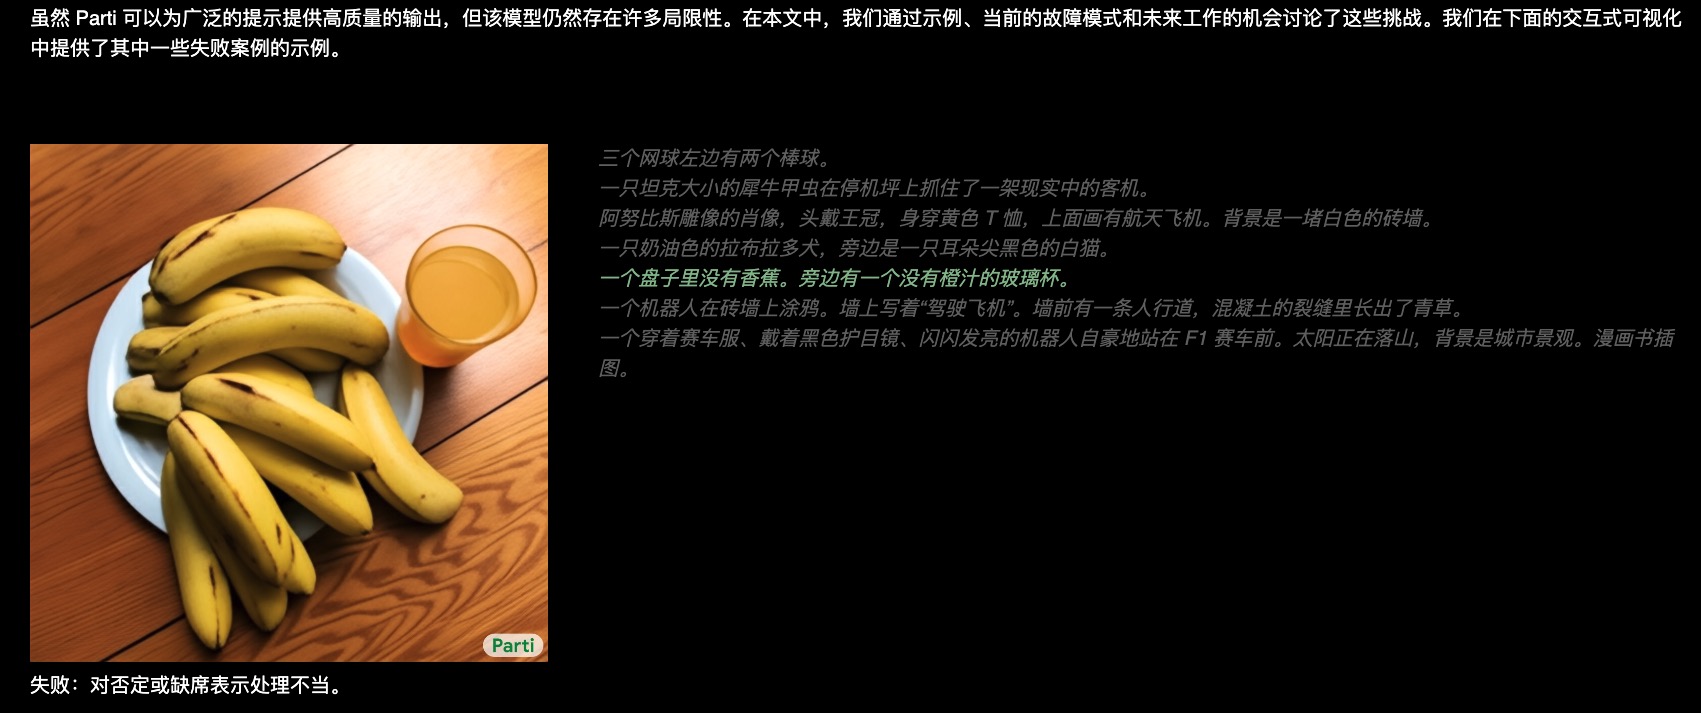 虽然 Parti 可以为广泛的提示提供高质量的输出，但该模型仍然存在许多局限性。在本文中，我们通过示例、当前的故障模式和未来工作的机会讨论了这些挑战。我们在下面的交互式可视化
中提供了其中一些失败案例的示例。
三个网球左边有两个棒球。
一只坦克大小的犀牛甲虫在停机坪上抓住了一架现实中的客机。
阿努比斯雕像的肖像，头戴王冠，身穿黄色 T 恤，上面画有航天飞机。背景是一堵白色的砖墙。
一只奶油色的拉布拉多犬，旁边是一只耳朵尖黑色的白猫。
一个盘子里没有香蕉。旁边有一个没有橙汁的玻璃杯。
一个机器人在砖墙上涂鸦。墙上写着“驾驶飞机”。墙前有一条人行道，混凝土的裂缝里长出了青草。
一个穿着赛车服、戴着黑色护目镜、闪闪发亮的机器人自豪地站在 F1 赛车前。太阳正在落山，背景是城市景观。漫画书插
图。
Parti
失败：对否定或缺席表示处理不当。